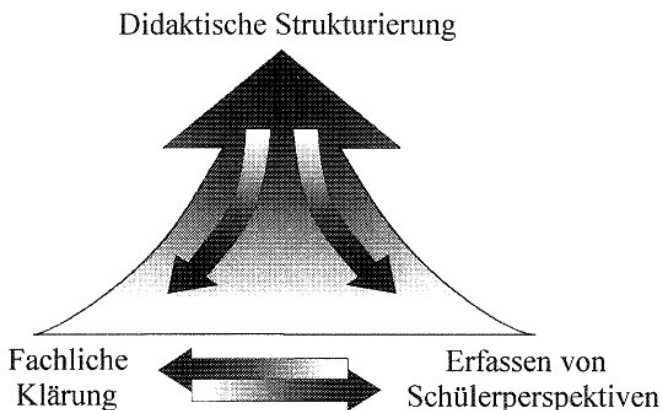 Didaktische Strukturierung
Fachliche
Klärung
Erfassen von
Schülerperspektiven